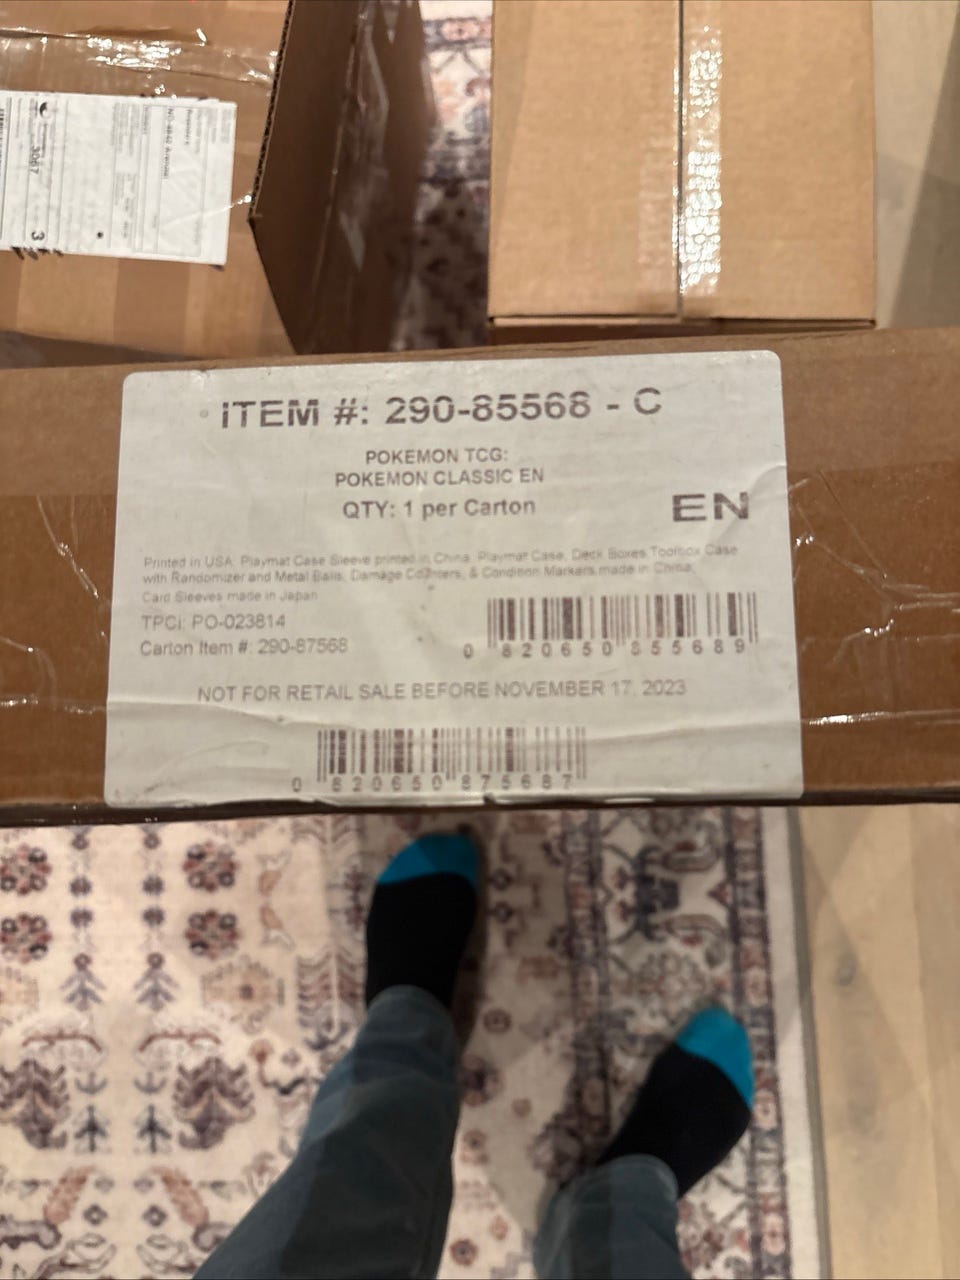 3067
3
ITEM #: 290-85568 - C
POKEMON TCG:
POKEMON CLASSIC EN
QTY: 1 per Carton
EN
Printed in USA. Playmat Case Sleeve printed in China. Playmat Case, Deck Boxes Toolbox Case
with Randomizer and Metal Balls, Damage Counters, & Condition Markers made in China.
Card Sleeves made in Japan
TPCi: PO-023814
Carton Item #: 290-87568
0 820650 855689
NOT FOR RETAIL SALE BEFORE NOVEMBER 17, 2023
0 820650 875687